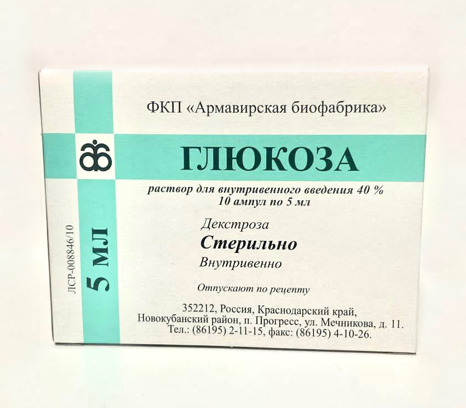 ФКП «Армавирская биофабрика»
ГЛЮКОЗА
раствор для внутривенного введения 40 %
10 ампул по 5 мл
Декстроза
Стерильно
Внутривенно
Отпускают по рецепту
352212, Россия, Краснодарский край,
Новокубанский район, п. Прогресс, ул. Мечникова, д. 11.
Тел.: (86195) 2-11-15, факс: (86195) 4-10-26.
5 мл
ЛСР-008846/10